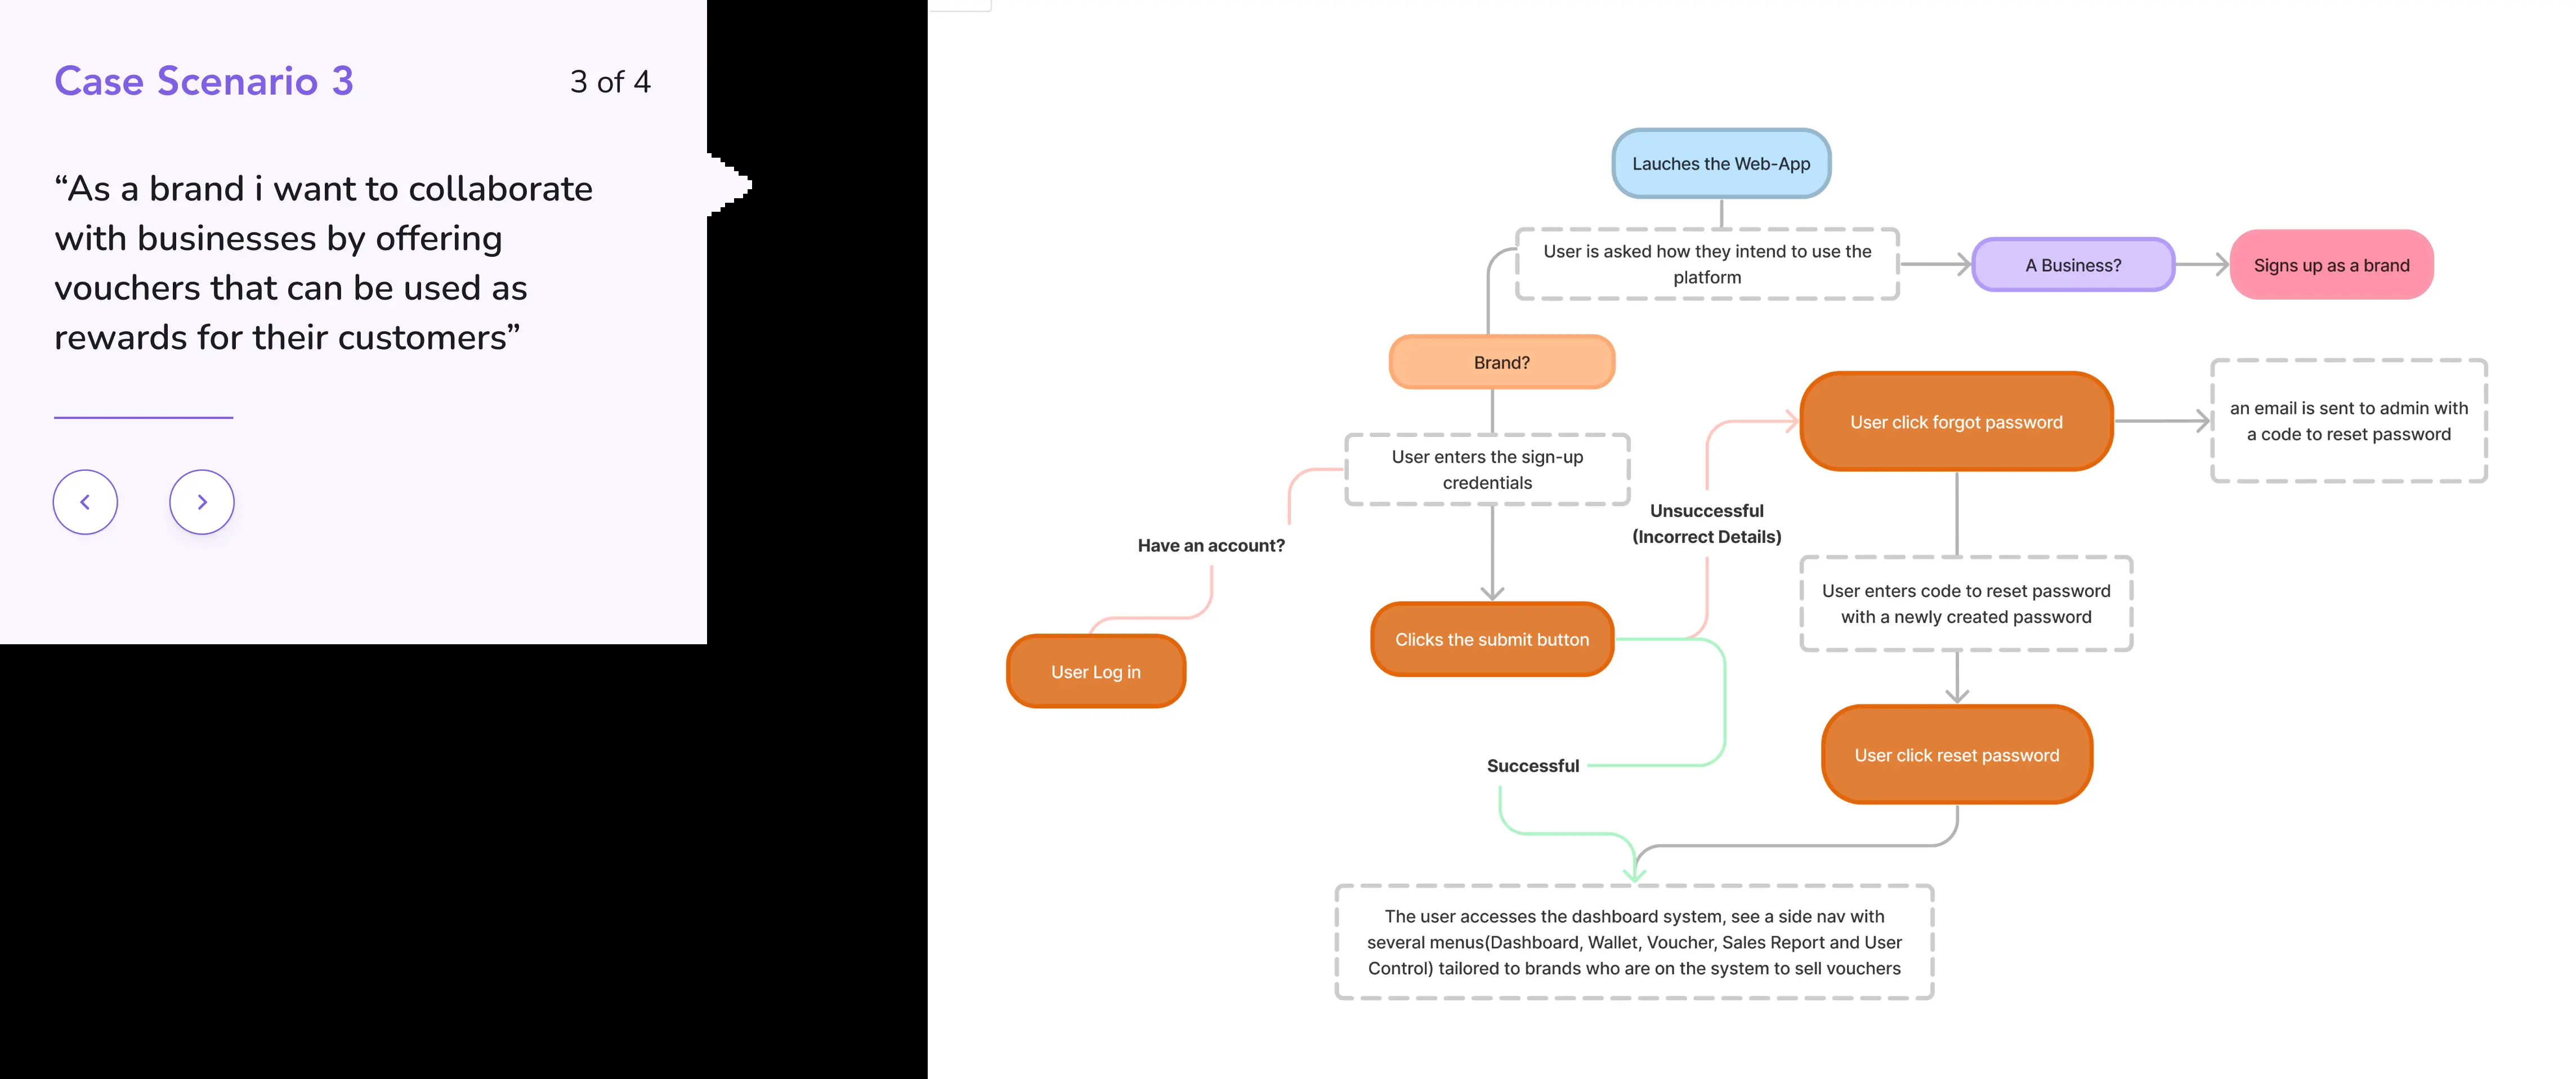 Case Scenario 3
3 of 4
“As a brand i want to collaborate
with businesses by offering
vouchers that can be used as
rewards for their customers”
Lauches the Web-App
User is asked how they intend to use the
platform
A Business?
Signs up as a brand
Brand?
User click forgot password
an email is sent to admin with
a code to reset password
User enters the sign-up
credentials
Unsuccessful
(Incorrect Details)
Have an account?
User enters code to reset password
with a newly created password
Clicks the submit button
User Log in
User click reset password
Successful
The user accesses the dashboard system, see a side nav with
several menus(Dashboard, Wallet, Voucher, Sales Report and User
Control) tailored to brands who are on the system to sell vouchers